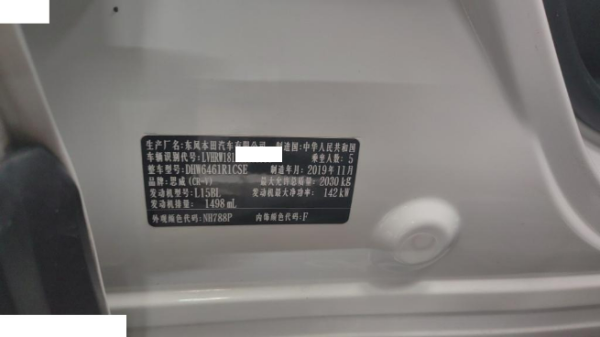 生产厂名:东风本田汽车有限公司 制造国:中华人民共和国
车辆识别代号:LVHRW181 乘坐人数:5
整车型号:DHW6461R1CSE 制造年月:2019年11月
品牌:思威(CR-V) 最大允许总质量:2030 kg
发动机型号:L15BL 发动机最大净功率:142 kW
发动机排量:1498 mL
外观颜色代码:NH788P 内饰颜色代码:F